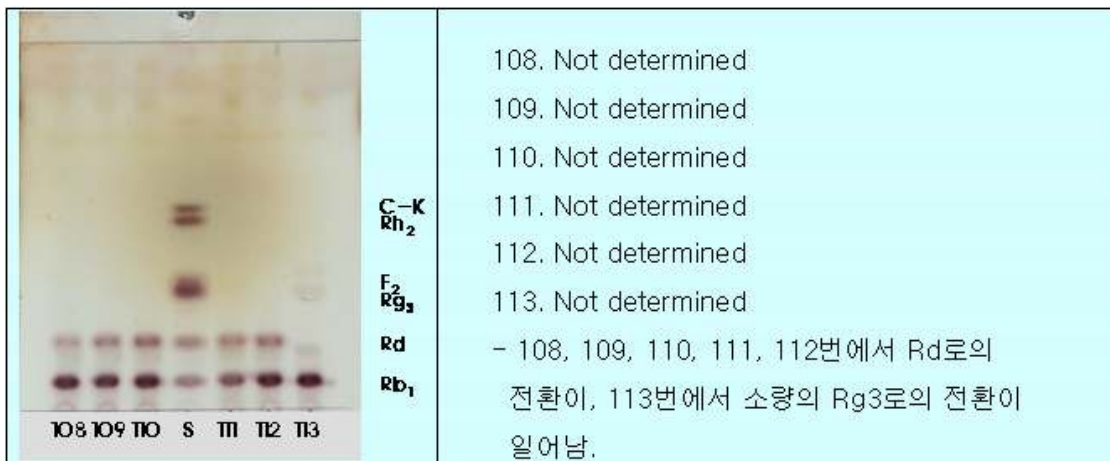 C-K
Rh₂
F₂
Rg₃
Rd
Rb₁
108 109 110 S 111 112 113
108. Not determined
109. Not determined
110. Not determined
111. Not determined
112. Not determined
113. Not determined
- 108, 109, 110, 111, 112번에서 Rd로의
전환이, 113번에서 소량의 Rg3로의 전환이
일어남.